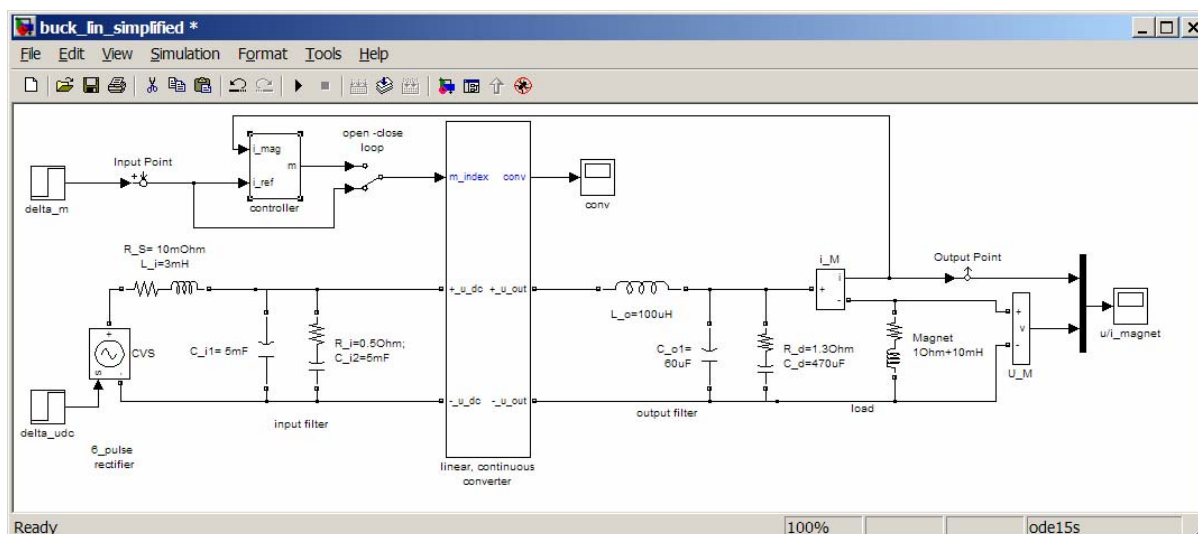 buck_lin_simplified *
File Edit View Simulation Format Tools Help
open -close
loop
Input Point
i_mag
m
i_ref
controller
delta_m
m_index conv
conv
R_S= 10mOhm
L_i=3mH
i_M
Output Point
+_u_dc +_u_out
+ i
-
L_o=100uH
+
CVS
s -
C_i1= 5mF
R_i=0.5Ohm;
C_i2=5mF
C_o1=
60uF
R_d=1.3Ohm
C_d=470uF
Magnet
1Ohm+10mH
+
v
-
U_M
u/i_magnet
delta_udc
-_u_dc -_u_out
input filter
output filter
load
6_pulse
rectifier
linear, continuous
converter
Ready 100% ode15s